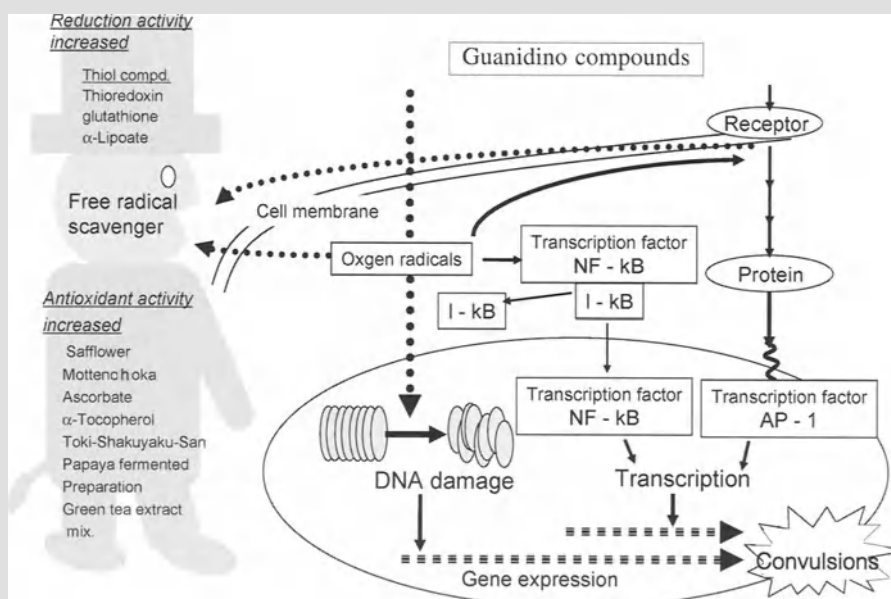 Reduction activity
increased
Thiol compd.
Thioredoxin
glutathione
α-Lipoate
Free radical
scavenger
Antioxidant activity
increased
Safflower
Mottenchoka
Ascorbate
α-Tocopherol
Toki-Shakuyaku-San
Papaya fermented
Preparation
Green tea extract
mix.
Guanidino compounds
Receptor
Cell membrane
Oxgen radicals
Transcription factor
NF - kB
I - kB
I - kB
Protein
Transcription factor
NF - kB
Transcription factor
AP - 1
DNA damage
Transcription
Gene expression
Convulsions